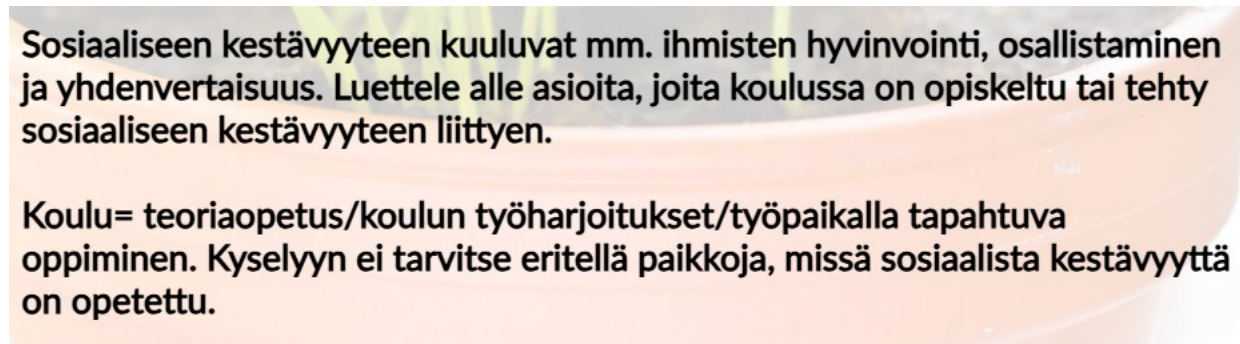 Sosiaaliseen kestävyyteen kuuluvat mm. ihmisten hyvinvointi, osallistaminen
ja yhdenvertaisuus. Luettele alle asioita, joita koulussa on opiskeltu tai tehty
sosiaaliseen kestävyyteen liittyen.
Koulu= teoriaopetus/koulun työharjoitukset/työpaikalla tapahtuva
oppiminen. Kyselyyn ei tarvitse eritellä paikkoja, missä sosiaalista kestävyyttä
on opetettu.